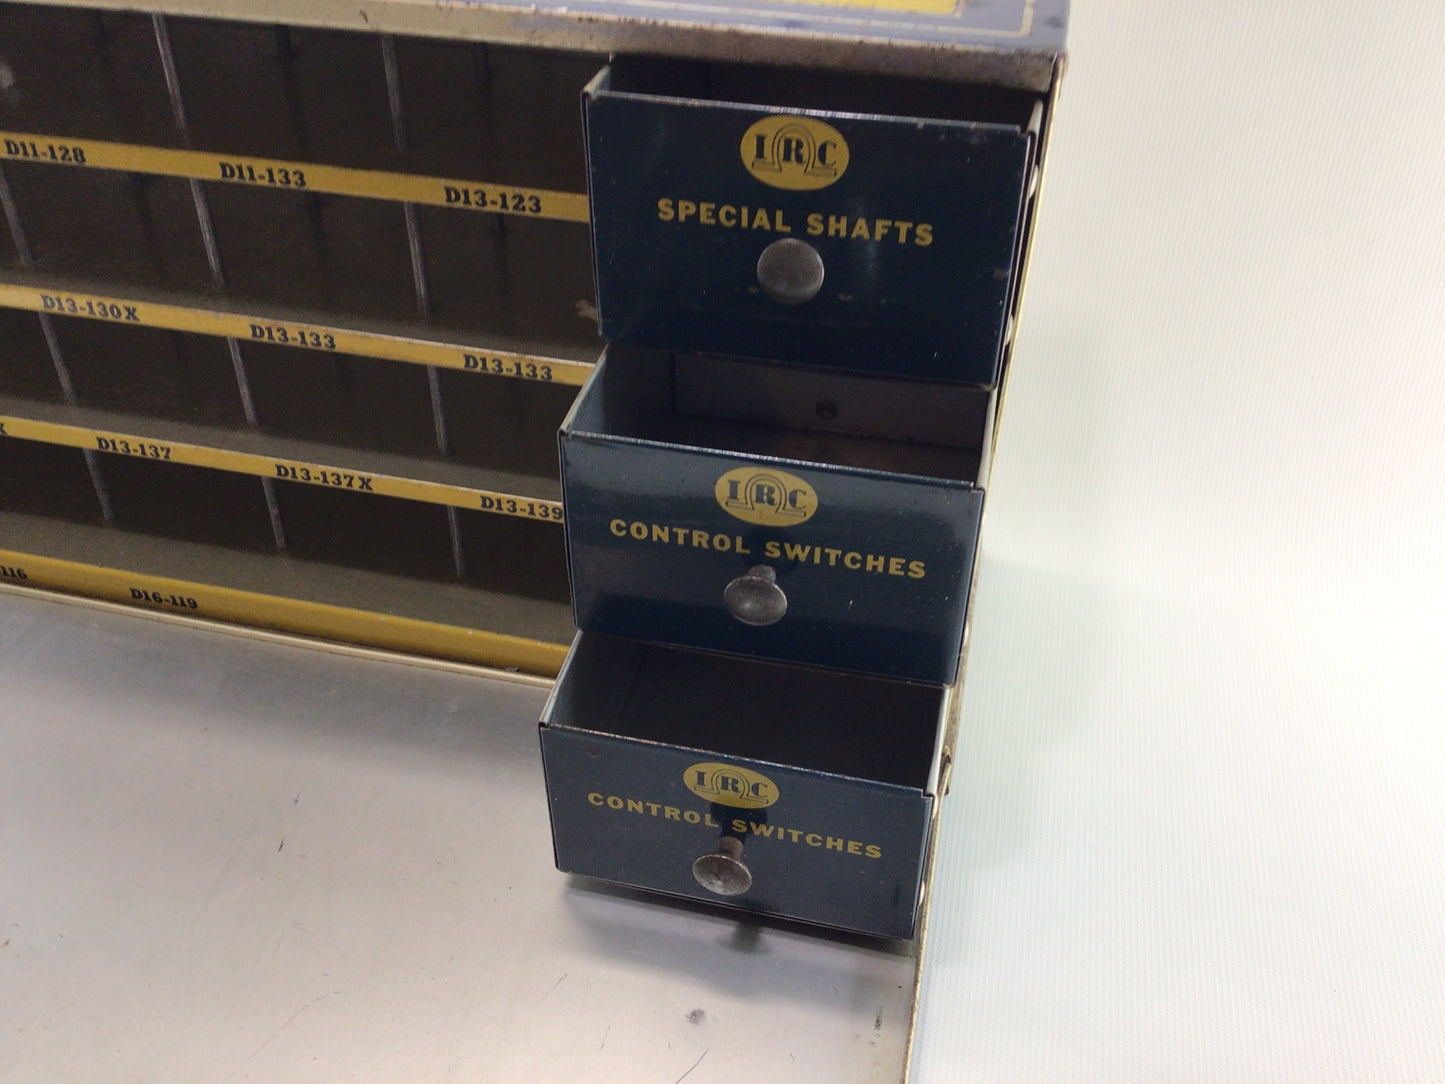 D11-128 D11-133 D13-123
D13-130X D13-133 D13-133
D13-137 D13-137X D13-139
D16-119
IRC
SPECIAL SHAFTS
IRC
CONTROL SWITCHES
IRC
CONTROL SWITCHES